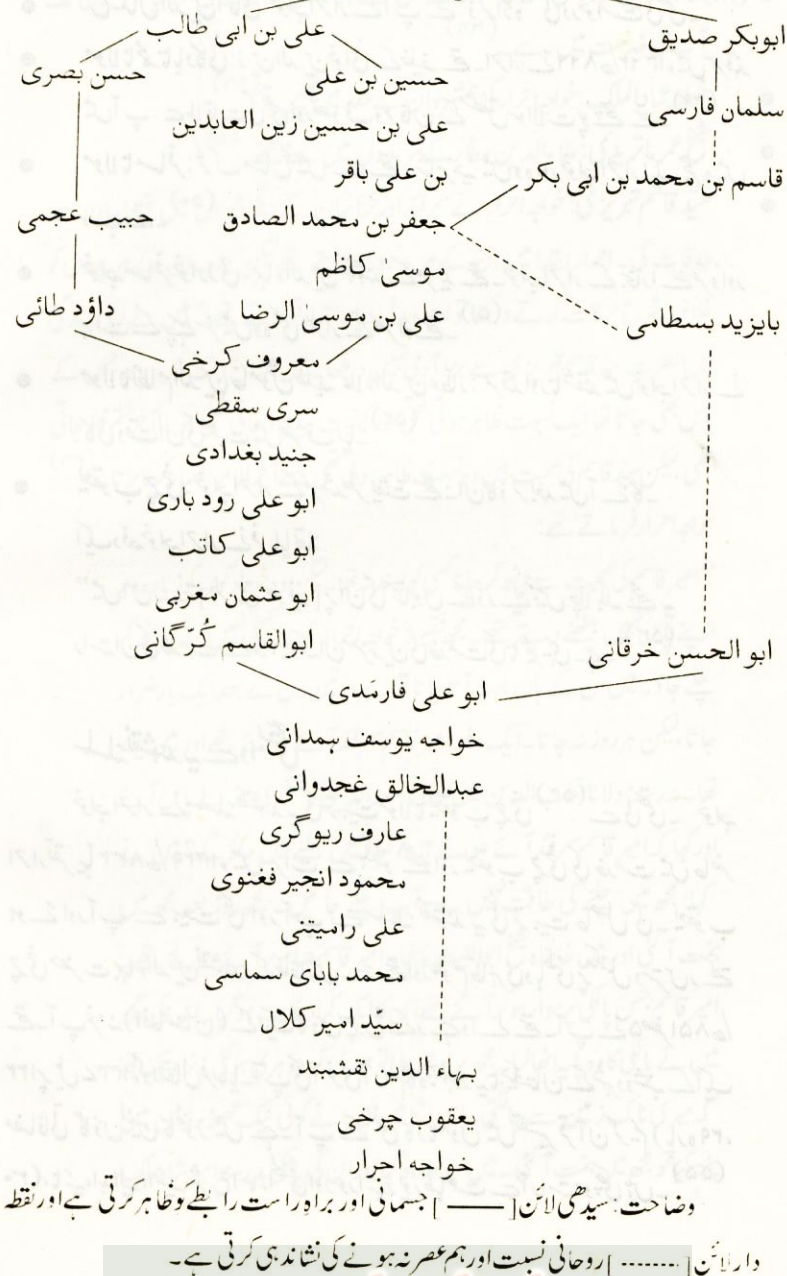 علی بن ابی طالب
ابوبکر صدیق
حسین بن علی
حسن بصری
سلمان فارسی
علی بن حسین زین العابدین
قاسم بن محمد بن ابی بکر
بن علی باقر
جعفر بن محمد الصادق
حبیب عجمی
موسیٰ کاظم
بایزید بسطامی
علی بن موسیٰ الرضا
داؤد طائی
معروف کرخی
سری سقطی
جنید بغدادی
ابو علی رود باری
ابو علی کاتب
ابو عثمان مغربی
ابوالقاسم کُرّگانی
ابو الحسن خرقانی
ابو علی فارمَدی
خواجه یوسف ہمدانی
عبدالخالق غجدوانی
عارف ریوگری
محمود انجیر فغنوی
علی رامیتنی
محمد بابای سماسی
سیّد امیر کلال
بہاء الدین نقشبند
یعقوب چرخی
خواجه احرار
وضاحت: سیدھی لائن [ —— ] جسمانی اور براہِ راست رابطے کو ظاہر کرتی ہے اور نقطہ
دار لائن [ -------- ] روحانی نسبت اور ہم عصر نہ ہونے کی نشاندہی کرتی ہے۔